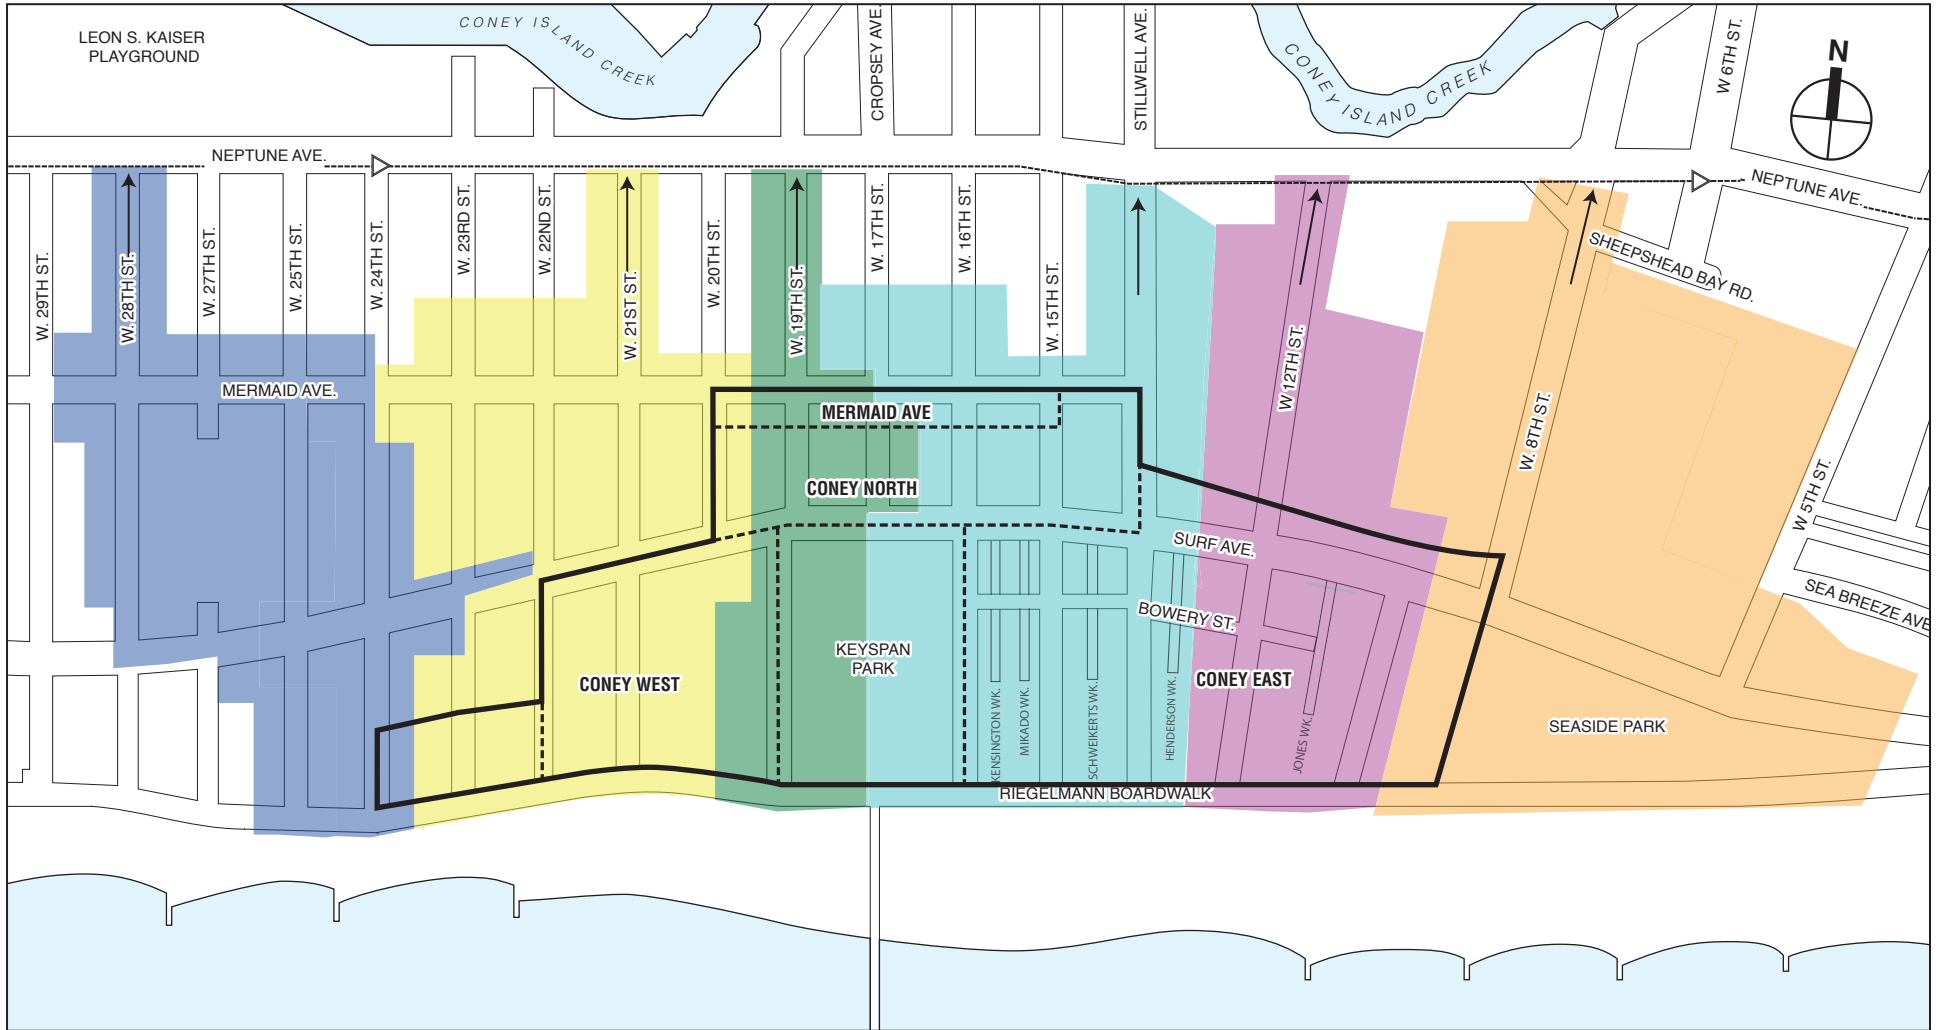 LEON S. KAISER
PLAYGROUND
CONEY ISLAND CREEK
CROPSEY AVE.
STILLWELL AVE.
CONEY ISLAND CREEK
W 6TH ST.
N
NEPTUNE AVE.
NEPTUNE AVE.
W. 29TH ST.
W. 28TH ST.
W. 27TH ST.
W. 25TH ST.
W. 24TH ST.
W. 23RD ST.
W. 22ND ST.
W. 21ST ST.
W. 20TH ST.
W. 19TH ST.
W. 17TH ST.
W. 16TH ST.
W. 15TH ST.
W 12TH ST.
W. 8TH ST.
SHEEPSHEAD BAY RD.
W 5TH ST.
MERMAID AVE.
MERMAID AVE
CONEY NORTH
SURF AVE.
BOWERY ST.
SEA BREEZE AVE
KEYSPAN
PARK
CONEY WEST
CONEY EAST
KENSINGTON WK.
MIKADO WK.
SCHWEIKERTS WK.
HENDERSON WK.
JONES WK.
SEASIDE PARK
RIEGELMANN BOARDWALK